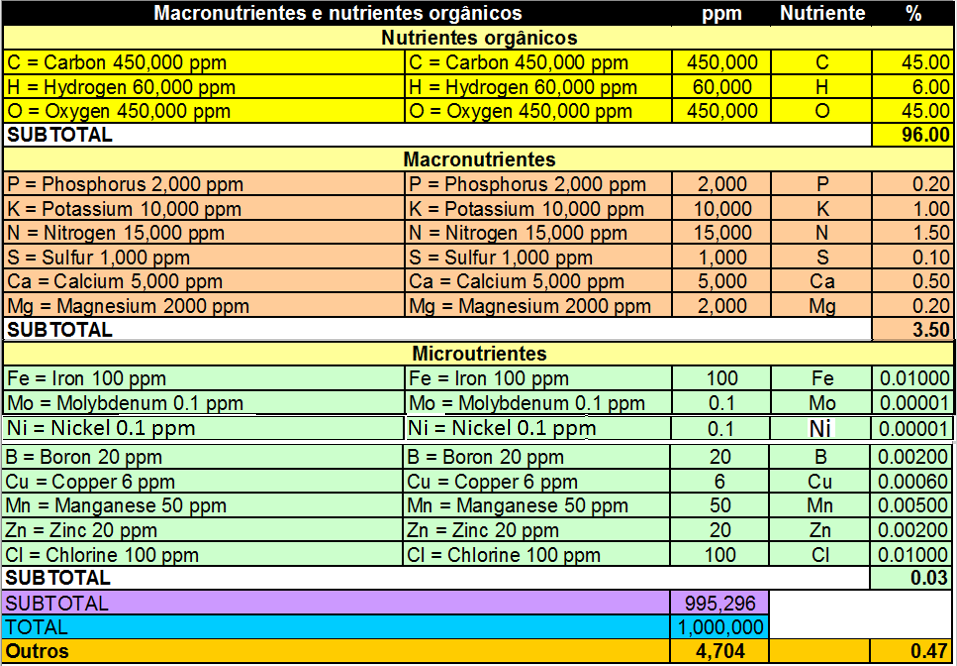 Macronutrientes e nutrientes orgânicos ppm Nutriente %
Nutrientes orgânicos
C = Carbon 450,000 ppm C = Carbon 450,000 ppm 450,000 C 45.00
H = Hydrogen 60,000 ppm H = Hydrogen 60,000 ppm 60,000 H 6.00
O = Oxygen 450,000 ppm O = Oxygen 450,000 ppm 450,000 O 45.00
SUBTOTAL 96.00
Macronutrientes
P = Phosphorus 2,000 ppm P = Phosphorus 2,000 ppm 2,000 P 0.20
K = Potassium 10,000 ppm K = Potassium 10,000 ppm 10,000 K 1.00
N = Nitrogen 15,000 ppm N = Nitrogen 15,000 ppm 15,000 N 1.50
S = Sulfur 1,000 ppm S = Sulfur 1,000 ppm 1,000 S 0.10
Ca = Calcium 5,000 ppm Ca = Calcium 5,000 ppm 5,000 Ca 0.50
Mg = Magnesium 2000 ppm Mg = Magnesium 2000 ppm 2,000 Mg 0.20
SUBTOTAL 3.50
Microutrientes
Fe = Iron 100 ppm Fe = Iron 100 ppm 100 Fe 0.01000
Mo = Molybdenum 0.1 ppm Mo = Molybdenum 0.1 ppm 0.1 Mo 0.00001
Ni = Nickel 0.1 ppm Ni = Nickel 0.1 ppm 0.1 Ni 0.00001
B = Boron 20 ppm B = Boron 20 ppm 20 B 0.00200
Cu = Copper 6 ppm Cu = Copper 6 ppm 6 Cu 0.00060
Mn = Manganese 50 ppm Mn = Manganese 50 ppm 50 Mn 0.00500
Zn = Zinc 20 ppm Zn = Zinc 20 ppm 20 Zn 0.00200
Cl = Chlorine 100 ppm Cl = Chlorine 100 ppm 100 Cl 0.01000
SUBTOTAL 0.03
SUBTOTAL 995,296
TOTAL 1,000,000
Outros 4,704 0.47